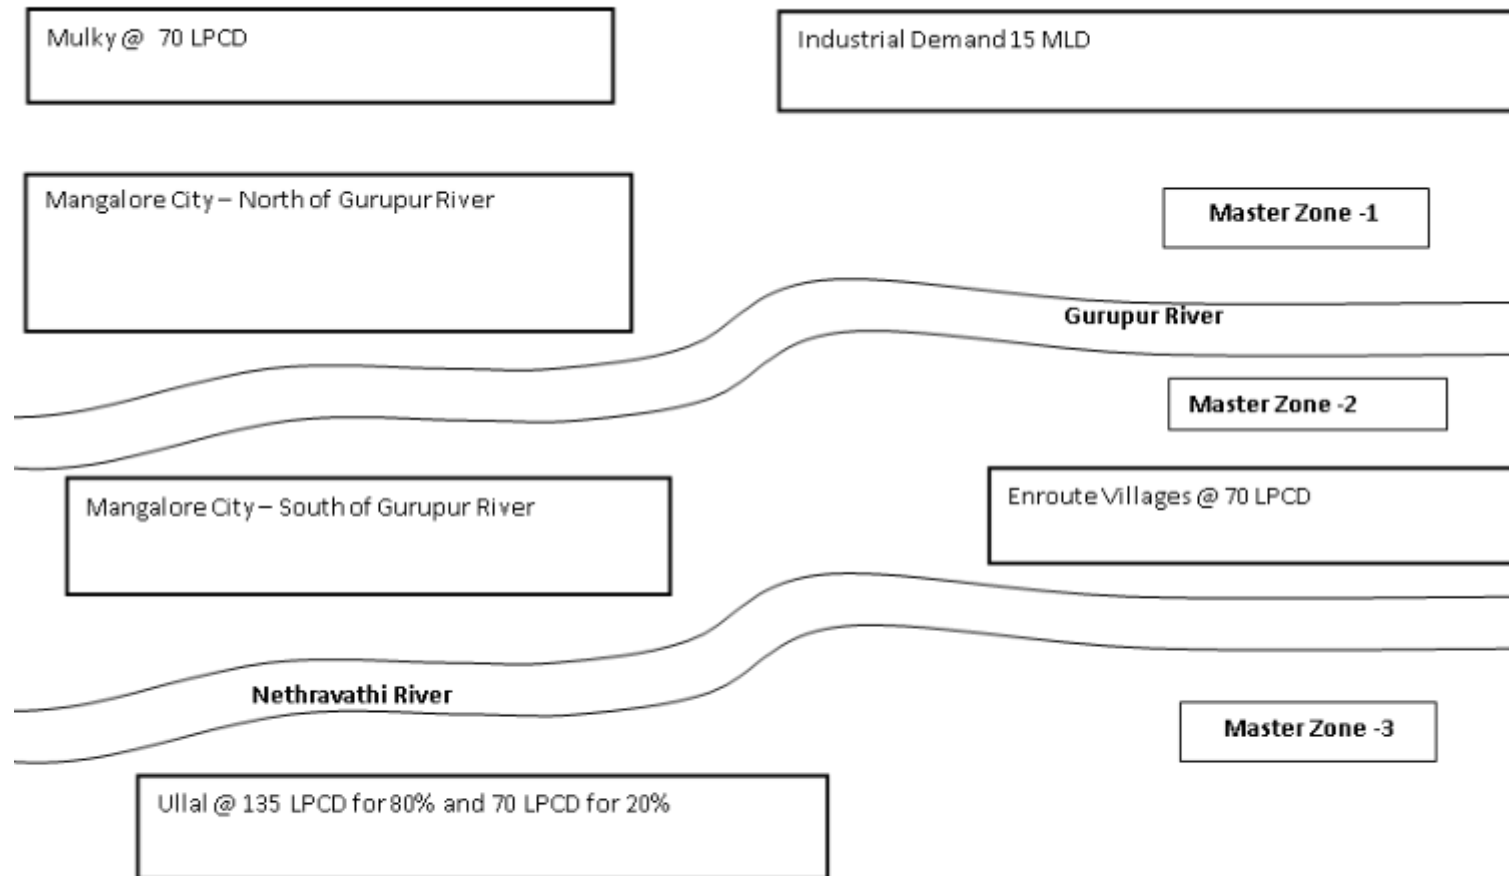 Mulky @ 70 LPCD
Industrial Demand 15 MLD
Mangalore City – North of Gurupur River
Master Zone -1
Gurupur River
Master Zone -2
Mangalore City – South of Gurupur River
Enroute Villages @ 70 LPCD
Nethravathi River
Master Zone -3
Ullal @ 135 LPCD for 80% and 70 LPCD for 20%